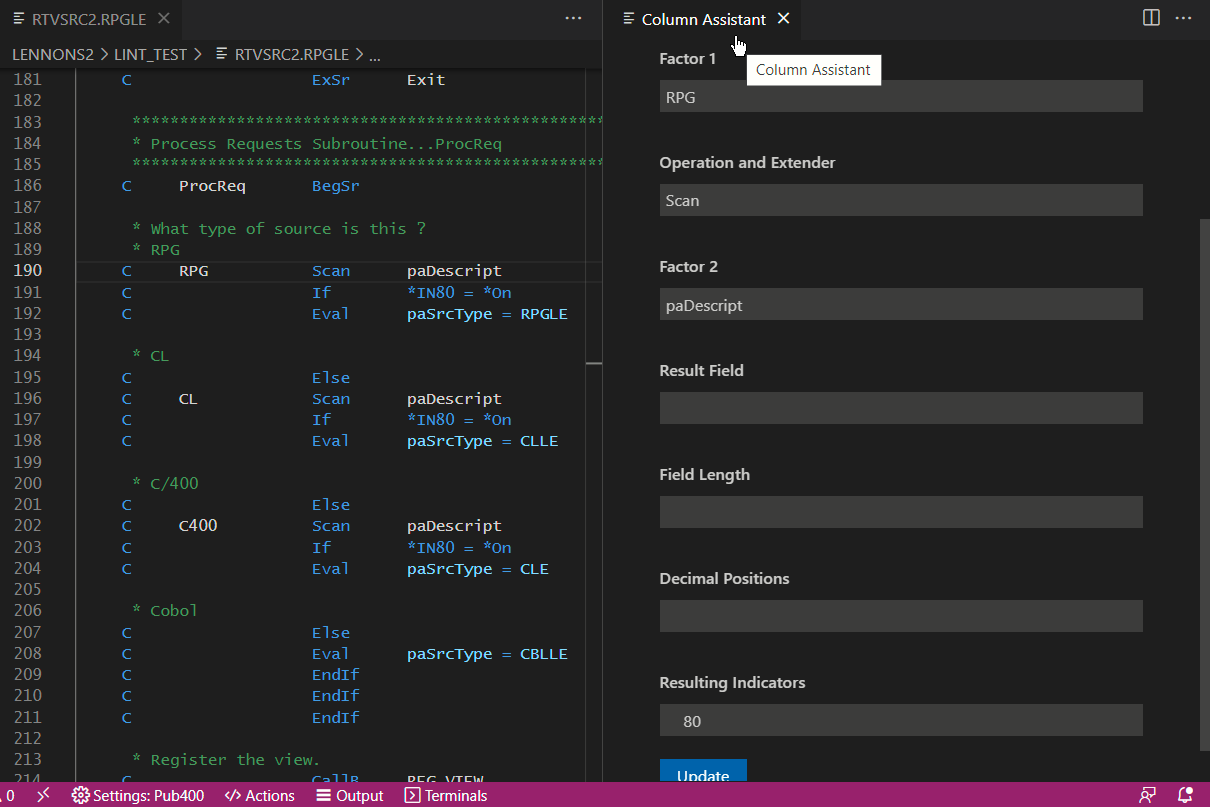 RTVSRC2.RPGLE
LENNONS2 > LINT_TEST > RTVSRC2.RPGLE > ...
181 C ExSr Exit
182
183 **************************************************
184 * Process Requests Subroutine...ProcReq
185 **************************************************
186 C ProcReq BegSr
187
188 * What type of source is this ?
189 * RPG
190 C RPG Scan paDescript
191 C If *IN80 = *On
192 C Eval paSrcType = RPGLE
193
194 * CL
195 C Else
196 C CL Scan paDescript
197 C If *IN80 = *On
198 C Eval paSrcType = CLLE
199
200 * C/400
201 C Else
202 C C400 Scan paDescript
203 C If *IN80 = *On
204 C Eval paSrcType = CLE
205
206 * Cobol
207 C Else
208 C Eval paSrcType = CBLLE
209 C EndIf
210 C EndIf
211 C EndIf
212
213 * Register the view.
214 C CallB REG_VIEW
Column Assistant
Column Assistant
Factor 1
RPG
Operation and Extender
Scan
Factor 2
paDescript
Result Field
Field Length
Decimal Positions
Resulting Indicators
80
Update
0 Settings: Pub400 Actions Output Terminals